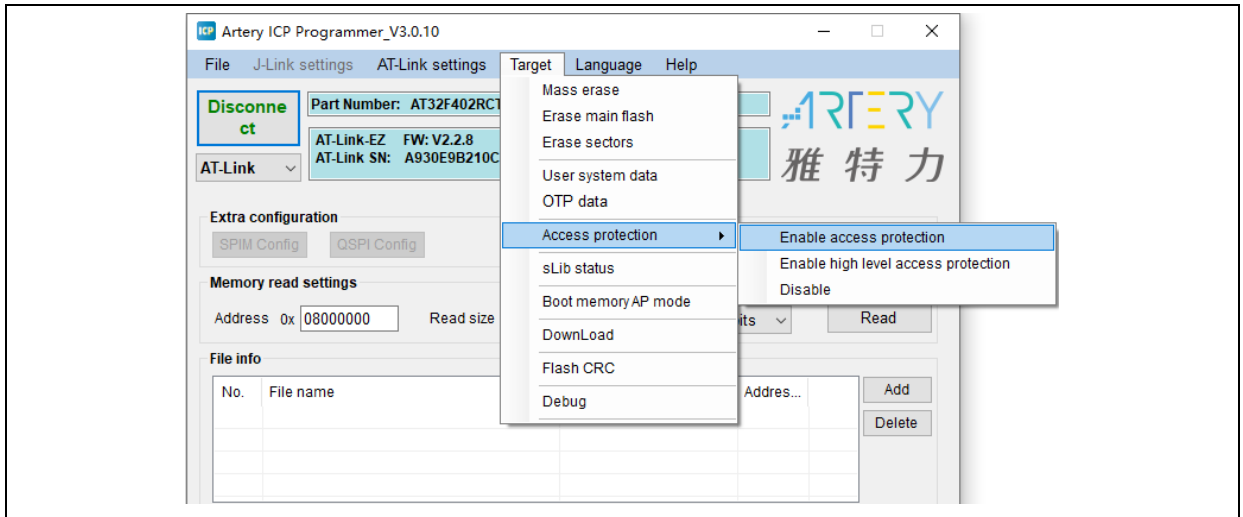 ICP Artery ICP Programmer_V3.0.10
File J-Link settings AT-Link settings Target Language Help
Disconne
ct
Part Number: AT32F402RCT
AT-Link-EZ FW: V2.2.8
AT-Link SN: A930E9B210C
AT-Link
ARTERY
雅特力
Mass erase
Erase main flash
Erase sectors
User system data
OTP data
Access protection
sLib status
Boot memory AP mode
DownLoad
Flash CRC
Debug
Enable access protection
Enable high level access protection
Disable
Extra configuration
SPIM Config QSPI Config
Memory read settings
Address 0x 08000000 Read size its Read
File info
No. File name Addres... Add
Delete